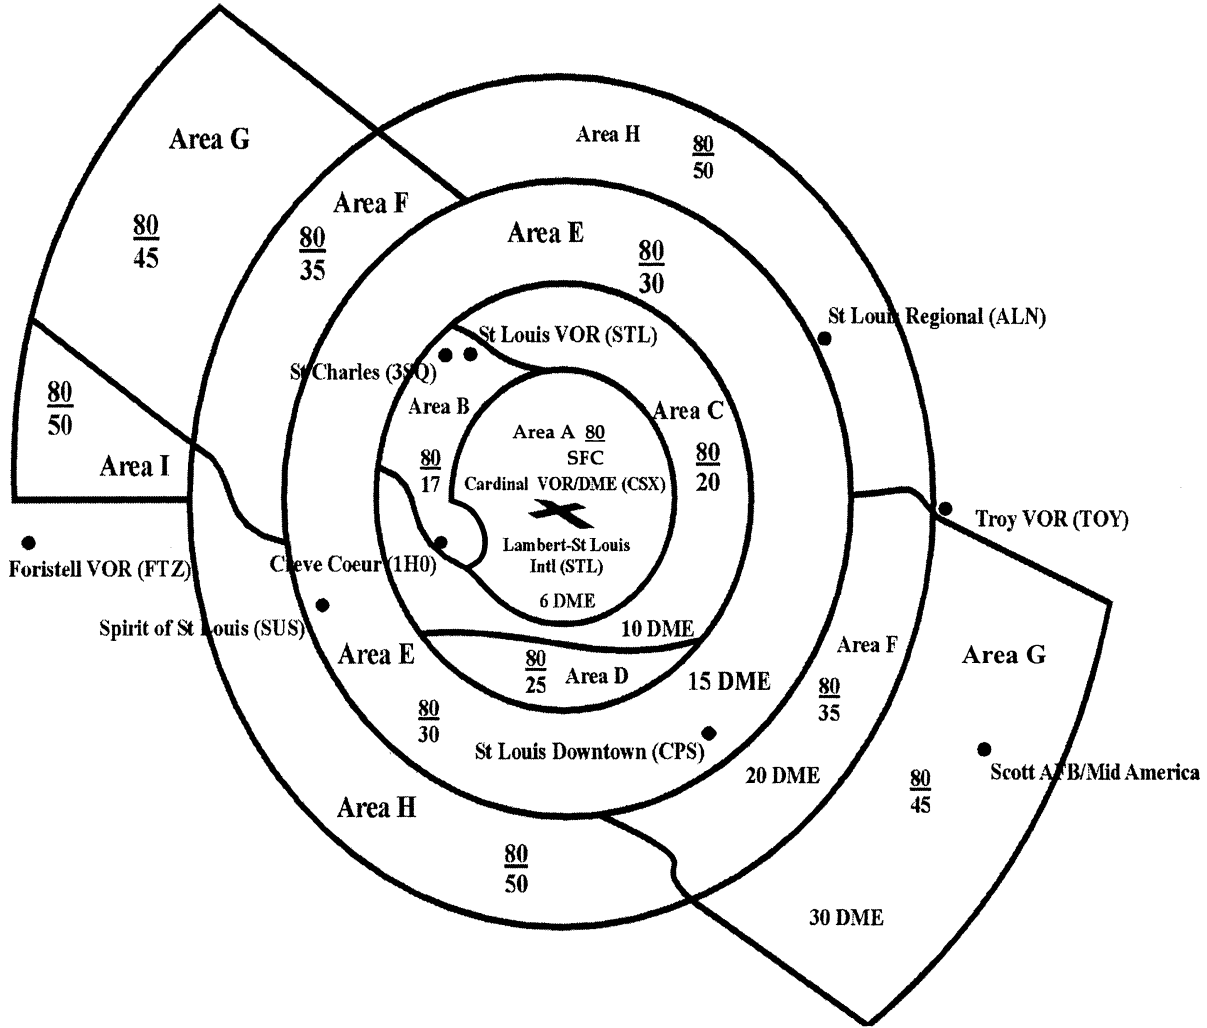 Area G
Area H
80
50
Area F
80
45
80
35
Area E
80
30
St Louis Regional (ALN)
St Louis VOR (STL)
St Charles (3SQ)
80
50
Area B
Area C
Area A 80
SFC
80
17
80
20
Area I
Cardinal VOR/DME (CSX)
Troy VOR (TOY)
Foristell VOR (FTZ)
Creve Coeur (1H0)
Lambert-St Louis
Intl (STL)
6 DME
Spirit of St Louis (SUS)
10 DME
Area E
80
25
Area D
15 DME
Area F
Area G
80
35
80
30
St Louis Downtown (CPS)
20 DME
Scott AFB/Mid America
80
45
Area H
80
50
30 DME